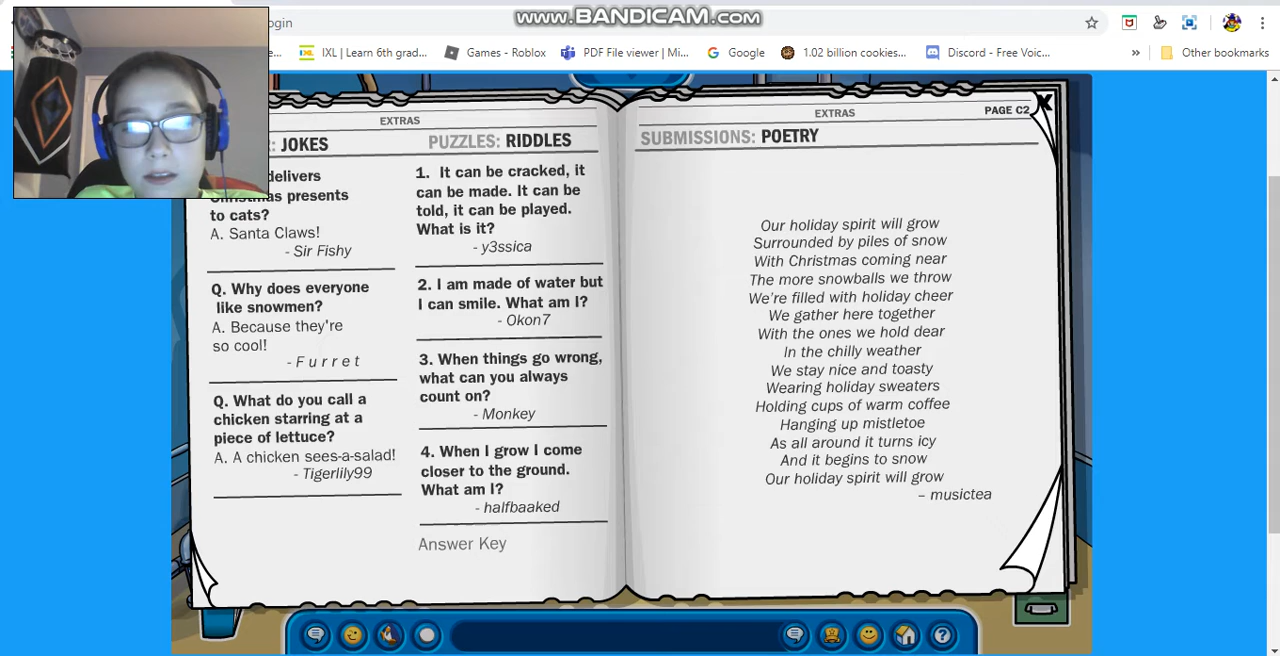 www.BANDICAM.com
ogin
e...
IXL | Learn 6th grad...
Games - Roblox
PDF File viewer | Mi...
Google
1.02 billion cookies...
Discord - Free Voic...
»
Other bookmarks
EXTRAS
: JOKES
delivers
Christmas presents
to cats?
A. Santa Claws!
- Sir Fishy
Q. Why does everyone
like snowmen?
A. Because they're
so cool!
- F u r r e t
Q. What do you call a
chicken starring at a
piece of lettuce?
A. A chicken sees-a-salad!
- Tigerlily99
PUZZLES: RIDDLES
1. It can be cracked, it
can be made. It can be
told, it can be played.
What is it?
- y3ssica
2. I am made of water but
I can smile. What am I?
- Okon7
3. When things go wrong,
what can you always
count on?
- Monkey
4. When I grow I come
closer to the ground.
What am I?
- halfbaaked
Answer Key
EXTRAS
PAGE C2
X
SUBMISSIONS: POETRY
Our holiday spirit will grow
Surrounded by piles of snow
With Christmas coming near
The more snowballs we throw
We're filled with holiday cheer
We gather here together
With the ones we hold dear
In the chilly weather
We stay nice and toasty
Wearing holiday sweaters
Holding cups of warm coffee
Hanging up mistletoe
As all around it turns icy
And it begins to snow
Our holiday spirit will grow
– musictea
?